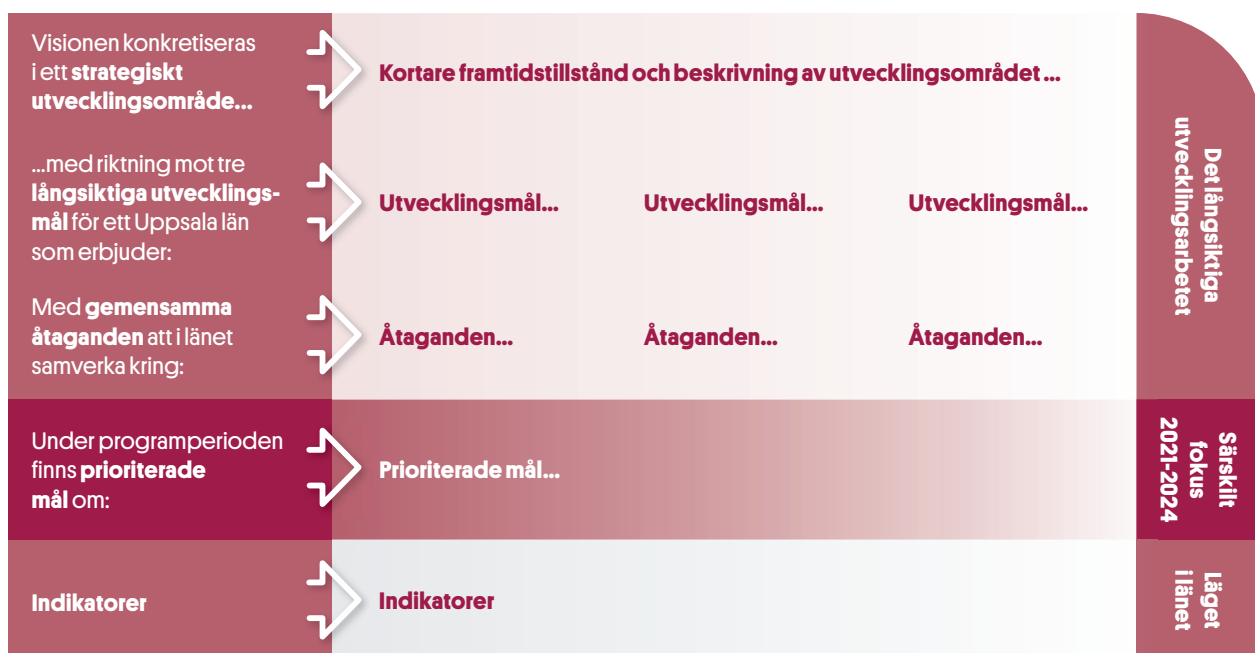 Visionen konkretiseras
i ett strategiskt
utvecklingsområde...
Kortare framtidstillstånd och beskrivning av utvecklingsområdet ...
...med riktning mot tre
långsiktiga utvecklings-
mål för ett Uppsala län
som erbjuder:
Utvecklingsmål...
Utvecklingsmål...
Utvecklingsmål...
Med gemensamma
åtaganden att i länet
samverka kring:
Åtaganden...
Åtaganden...
Åtaganden...
Det långsiktiga
utvecklingsarbetet
Under programperioden
finns prioriterade
mål om:
Prioriterade mål...
Särskilt
fokus
2021-2024
Indikatorer
Indikatorer
Läget
i länet